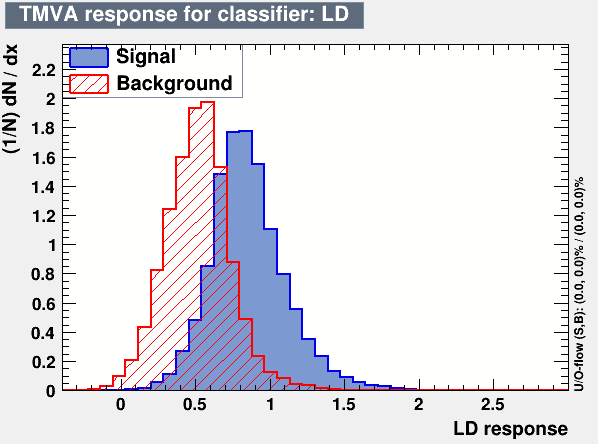 TMVA response for classifier: LD
Signal
Background
(1/N) dN / dx
2.2
2
1.8
1.6
1.4
1.2
1
0.8
0.6
0.4
0.2
0
0 0.5 1 1.5 2 2.5
LD response
U/O-flow (S,B): (0.0, 0.0)% / (0.0, 0.0)%